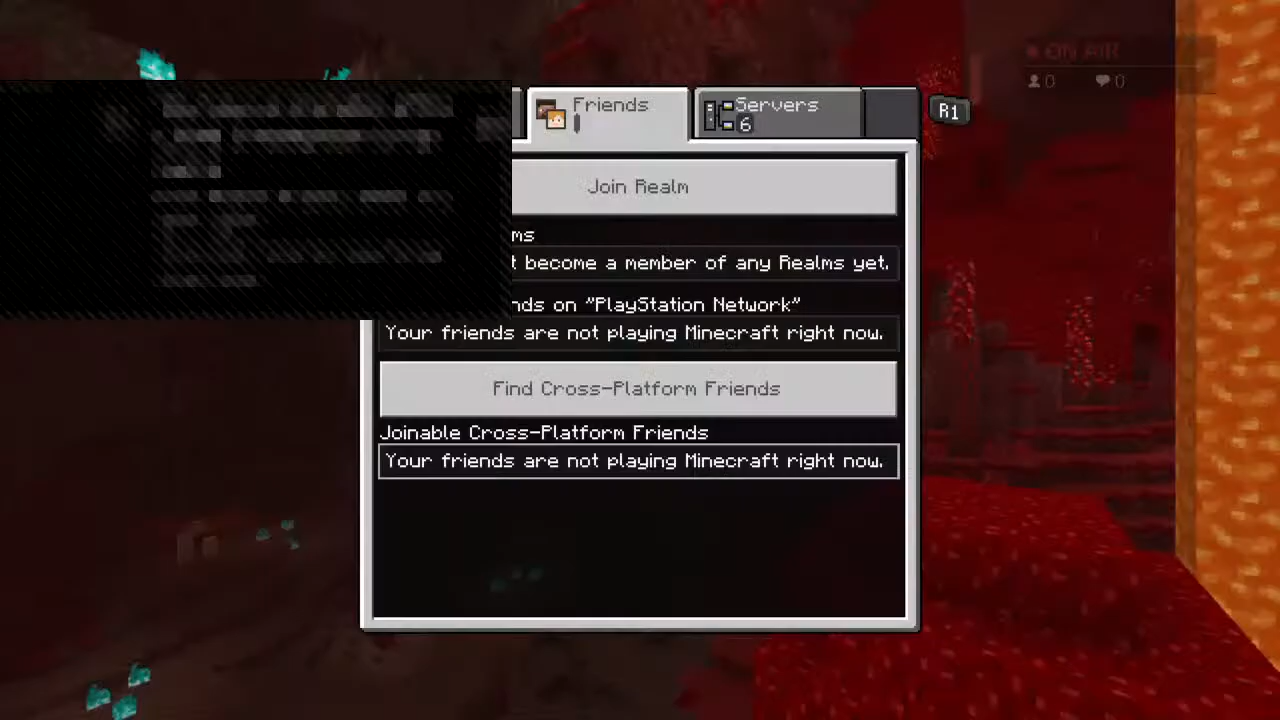 ON AIR
0 0
Friends
Servers
6
R1
Join Realm
ms
t become a member of any Realms yet.
nds on "PlayStation Network"
Your friends are not playing Minecraft right now.
Find Cross-Platform Friends
Joinable Cross-Platform Friends
Your friends are not playing Minecraft right now.